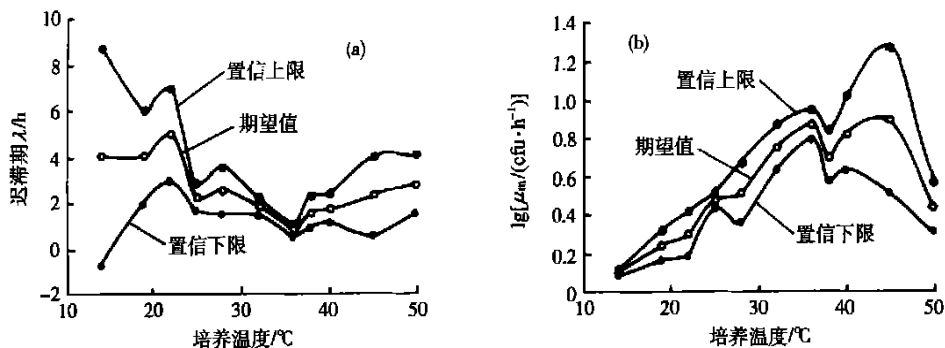 (a)
置信上限
期望值
置信下限
迟滞期λ/h
10
8
6
4
2
0
−2
10
20
30
40
50
培养温度/℃
(b)
置信上限
期望值
置信下限
lg[μm/(cfu·h⁻¹)]
1.4
1.2
1.0
0.8
0.6
0.4
0.2
0
10
20
30
40
50
培养温度/℃